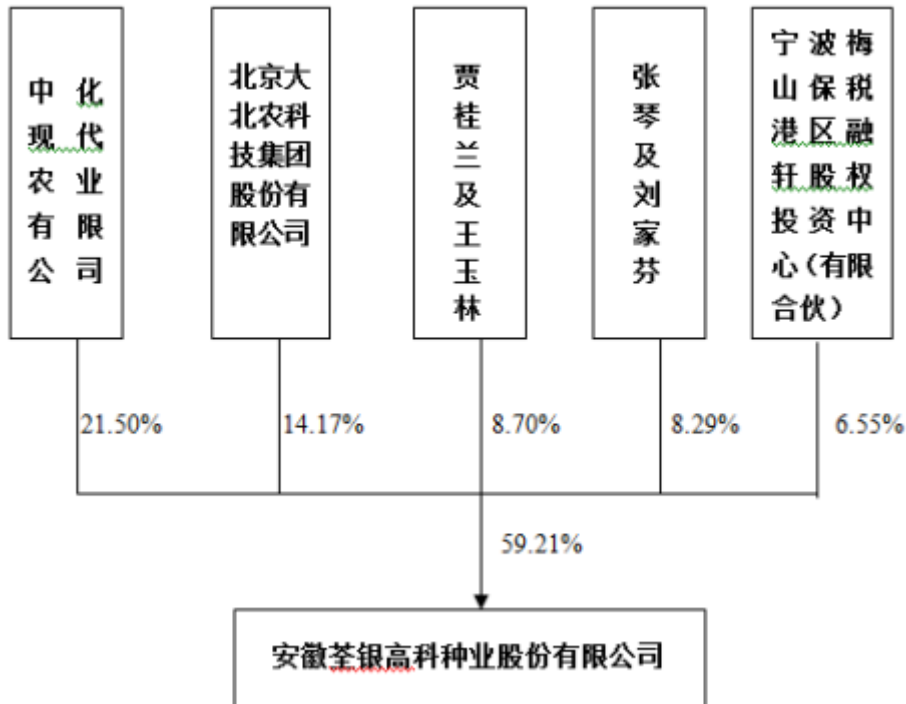 中化
现代
农业
有限
公司
北京大
北农科
技集团
股份有
限公司
贾
桂
兰
及
王
玉
林
张
琴
及
刘
家
芬
宁波梅
山保税
港区融
轩股权
投资中
心（有限
合伙）
21.50%
14.17%
8.70%
8.29%
6.55%
59.21%
安徽荃银高科种业股份有限公司